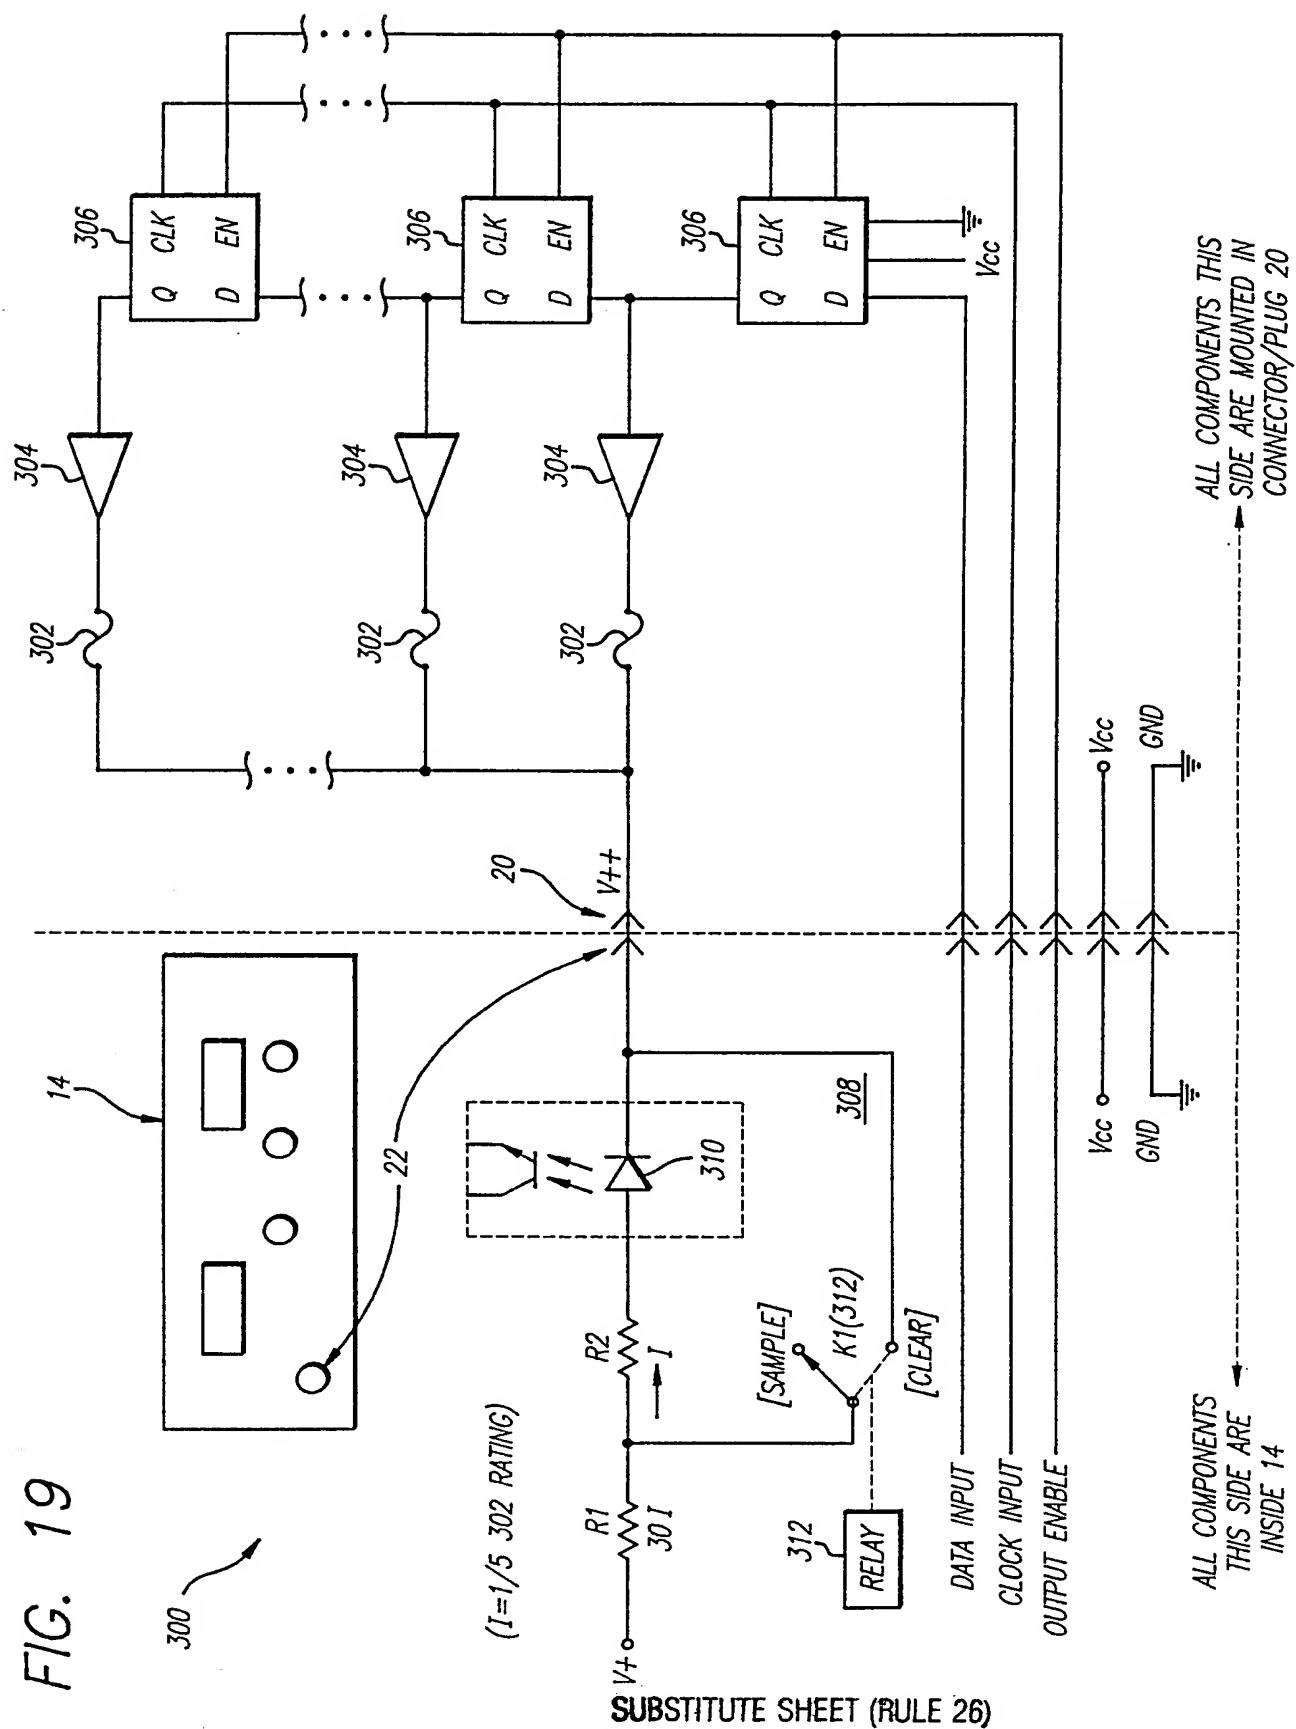 FIG. 19
300
14
22
20
V++
(I=1/5 302 RATING)
V+
R1
30 I
R2
I
310
308
[SAMPLE]
K1(312)
[CLEAR]
312
RELAY
302
302
302
304
304
304
306
Q CLK
D EN
306
Q CLK
D EN
306
Q CLK
D EN
Vcc
DATA INPUT
CLOCK INPUT
OUTPUT ENABLE
Vcc
Vcc
GND
GND
ALL COMPONENTS
THIS SIDE ARE
INSIDE 14
ALL COMPONENTS THIS
SIDE ARE MOUNTED IN
CONNECTOR/PLUG 20
SUBSTITUTE SHEET (RULE 26)